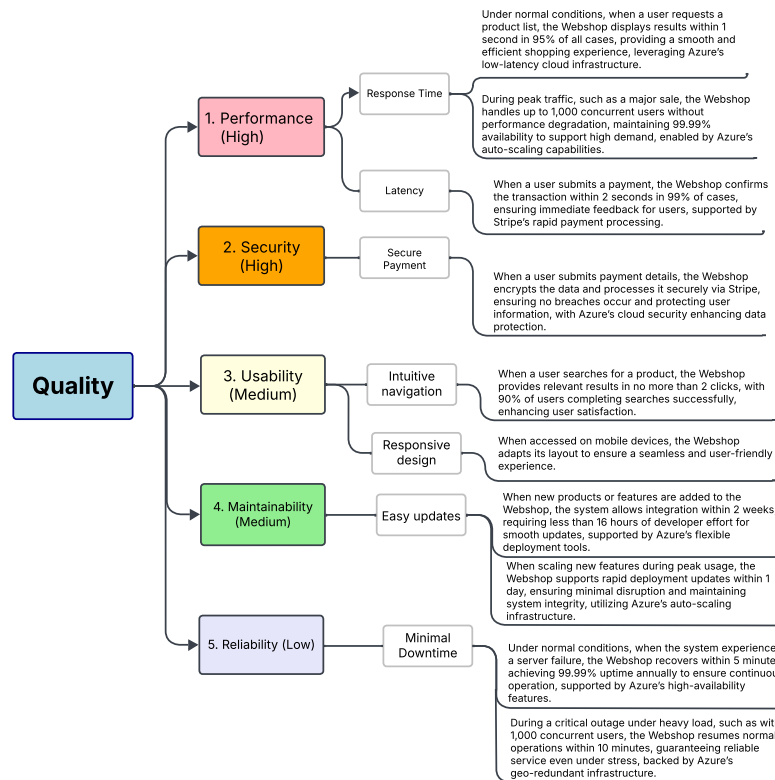 Quality
1. Performance
(High)
Response Time
Under normal conditions, when a user requests a
product list, the Webshop displays results within 1
second in 95% of all cases, providing a smooth and
efficient shopping experience, leveraging Azure's
low-latency cloud infrastructure.
During peak traffic, such as a major sale, the Webshop
handles up to 1,000 concurrent users without
performance degradation, maintaining 99.99%
availability to support high demand, enabled by Azure's
auto-scaling capabilities.
Latency
When a user submits a payment, the Webshop confirms
the transaction within 2 seconds in 99% of cases,
ensuring immediate feedback for users, supported by
Stripe's rapid payment processing.
2. Security
(High)
Secure
Payment
When a user submits payment details, the Webshop
encrypts the data and processes it securely via Stripe,
ensuring no breaches occur and protecting user
information, with Azure's cloud security enhancing data
protection.
3. Usability
(Medium)
Intuitive
navigation
When a user searches for a product, the Webshop
provides relevant results in no more than 2 clicks, with
90% of users completing searches successfully,
enhancing user satisfaction.
Responsive
design
When accessed on mobile devices, the Webshop
adapts its layout to ensure a seamless and user-friendly
experience.
4. Maintainability
(Medium)
Easy updates
When new products or features are added to the
Webshop, the system allows integration within 2 weeks
requiring less than 16 hours of developer effort for
smooth updates, supported by Azure's flexible
deployment tools.
When scaling new features during peak usage, the
Webshop supports rapid deployment updates within 1
day, ensuring minimal disruption and maintaining
system integrity, utilizing Azure's auto-scaling
infrastructure.
5. Reliability (Low)
Minimal
Downtime
Under normal conditions, when the system experience
a server failure, the Webshop recovers within 5 minute
achieving 99.99% uptime annually to ensure continuou
operation, supported by Azure's high-availability
features.
During a critical outage under heavy load, such as wit
1,000 concurrent users, the Webshop resumes normal
operations within 10 minutes, guaranteeing reliable
service even under stress, backed by Azure's
geo-redundant infrastructure.